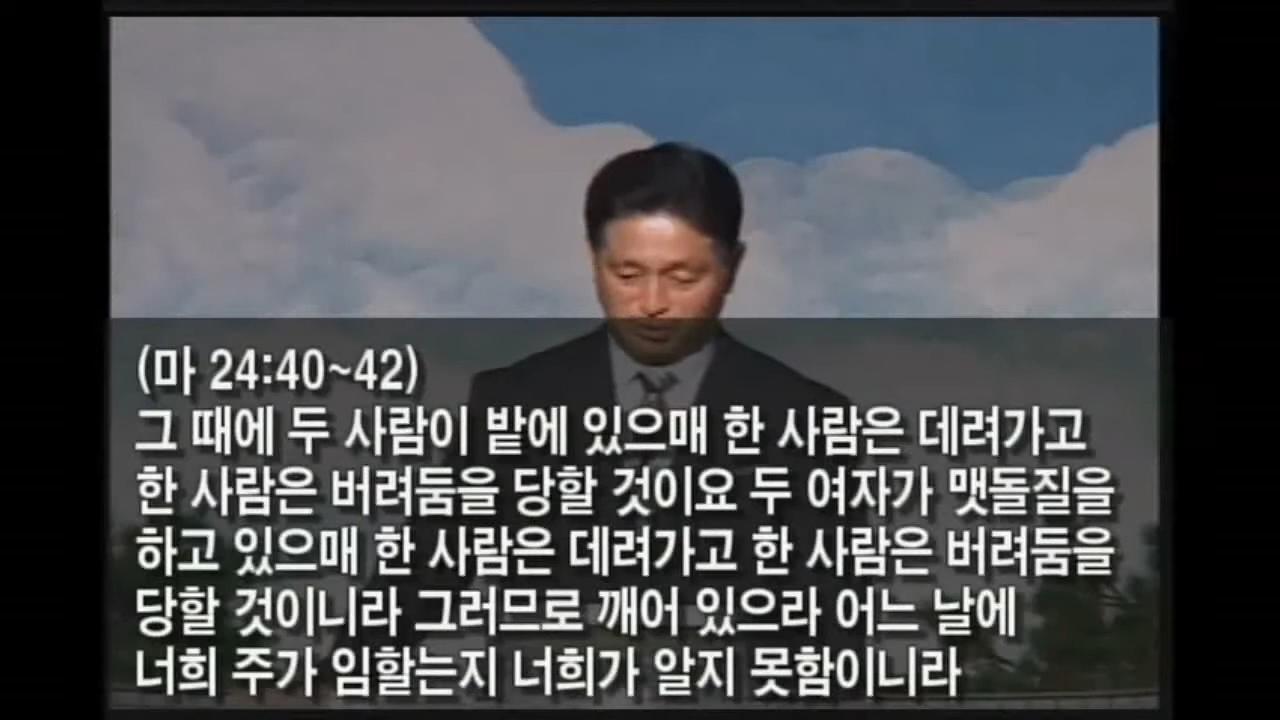 (마 24:40~42)
그 때에 두 사람이 밭에 있으매 한 사람은 데려가고
한 사람은 버려둠을 당할 것이요 두 여자가 맷돌질을
하고 있으매 한 사람은 데려가고 한 사람은 버려둠을
당할 것이니라 그러므로 깨어 있으라 어느 날에
너희 주가 임할는지 너희가 알지 못함이니라